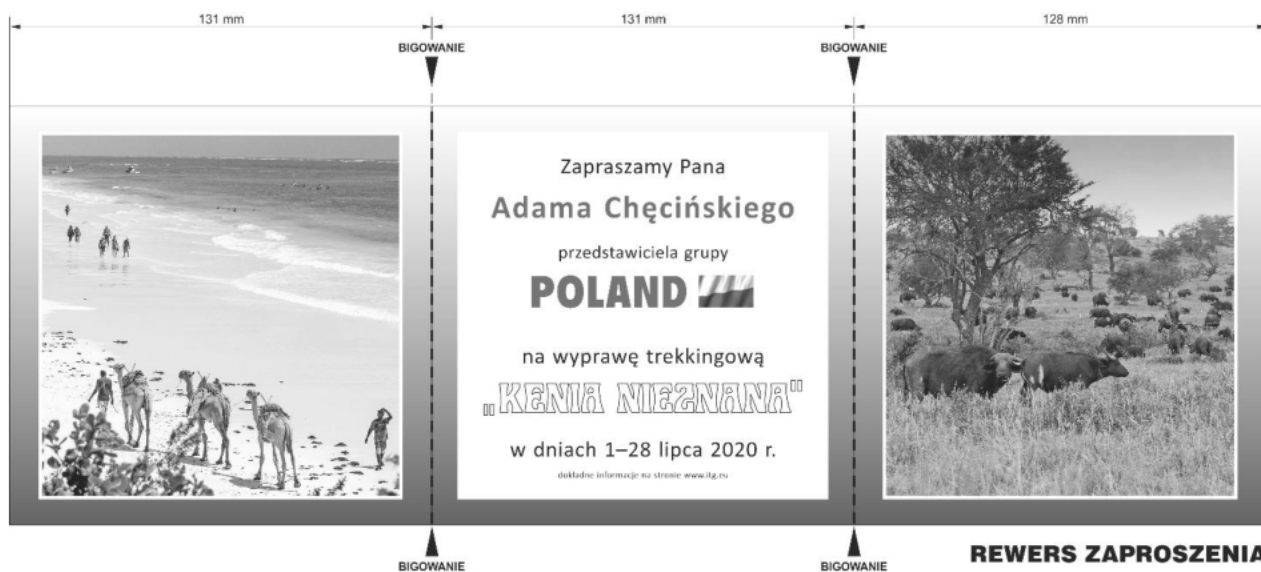 131 mm 131 mm 128 mm
BIGOWANIE BIGOWANIE
Zapraszamy Pana
Adama Chęcińskiego
przedstawiciela grupy
POLAND
na wyprawę trekkingową
„KENIA NIEZNANA"
w dniach 1–28 lipca 2020 r.
dokładne informacje na stronie www.itg.eu
BIGOWANIE BIGOWANIE
REWERS ZAPROSZENIA